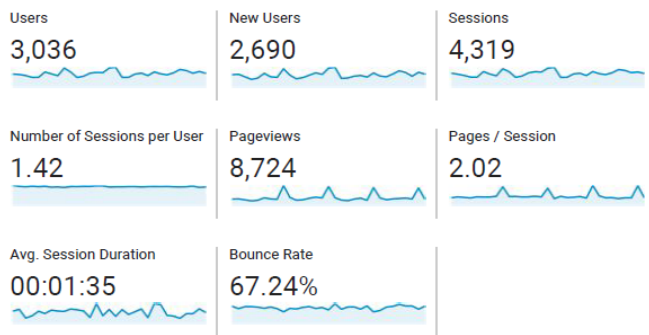 Users
3,036
New Users
2,690
Sessions
4,319
Number of Sessions per User
1.42
Pageviews
8,724
Pages / Session
2.02
Avg. Session Duration
00:01:35
Bounce Rate
67.24%